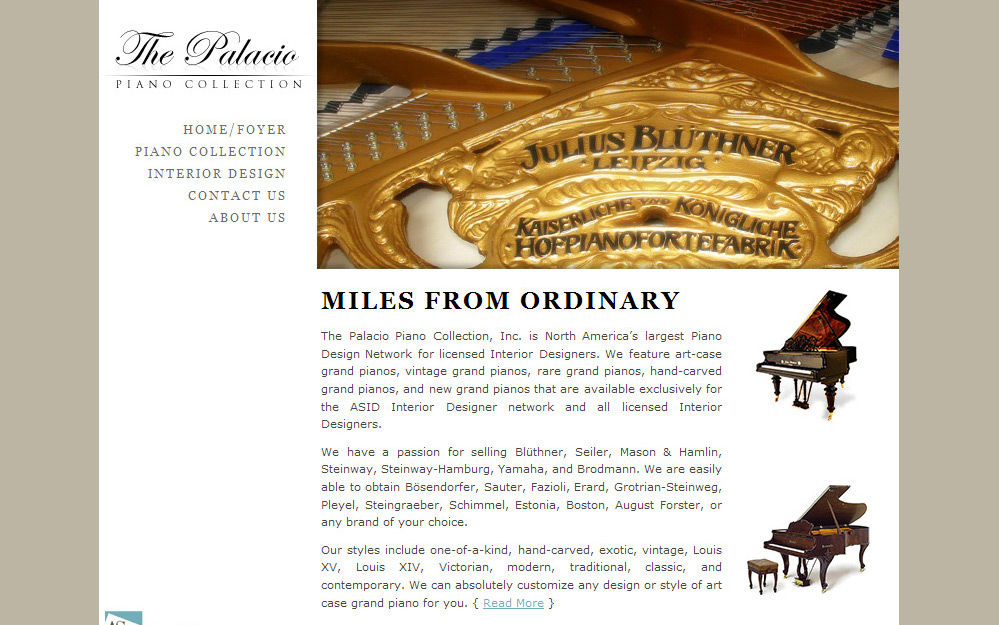 The Palacio
PIANO COLLECTION
HOME/FOYER
PIANO COLLECTION
INTERIOR DESIGN
CONTACT US
ABOUT US
JULIUS BLÜTHNER
LEIPZIG
KAISERLICHE UND KÖNIGLICHE
HOFPIANOFORTEFABRIK
MILES FROM ORDINARY
The Palacio Piano Collection, Inc. is North America's largest Piano
Design Network for licensed Interior Designers. We feature art-case
grand pianos, vintage grand pianos, rare grand pianos, hand-carved
grand pianos, and new grand pianos that are available exclusively for
the ASID Interior Designer network and all licensed Interior
Designers.
We have a passion for selling Blüthner, Seiler, Mason & Hamlin,
Steinway, Steinway-Hamburg, Yamaha, and Brodmann. We are easily
able to obtain Bösendorfer, Sauter, Fazioli, Erard, Grotrian-Steinweg,
Pleyel, Steingraeber, Schimmel, Estonia, Boston, August Forster, or
any brand of your choice.
Our styles include one-of-a-kind, hand-carved, exotic, vintage, Louis
XV, Louis XIV, Victorian, modern, traditional, classic, and
contemporary. We can absolutely customize any design or style of art
case grand piano for you. { Read More }